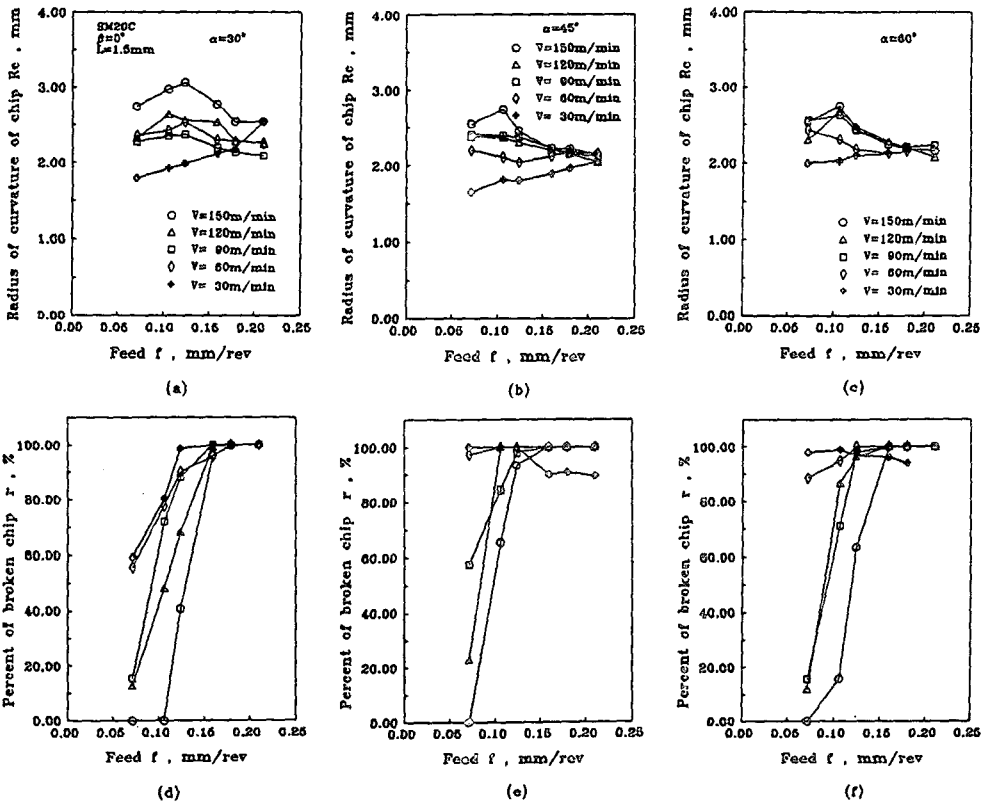 Radius of curvature of chip Rc , mm
4.00
3.00
2.00
1.00
0.00
SM20C
β=0°
L=1.6mm
α=30°
○ V=150m/min
△ V=120m/min
□ V= 90m/min
◇ V= 60m/min
◆ V= 30m/min
0.00 0.05 0.10 0.15 0.20 0.25
Feed f , mm/rev
(a)
Radius of curvature of chip Rc , mm
4.00
3.00
2.00
1.00
0.00
α=45°
○ V=150m/min
△ V=120m/min
□ V= 90m/min
◇ V= 60m/min
◆ V= 30m/min
0.00 0.05 0.10 0.15 0.20 0.25
Feed f , mm/rev
(b)
Radius of curvature of chip Rc , mm
4.00
3.00
2.00
1.00
0.00
α=60°
○ V=150m/min
△ V=120m/min
□ V= 90m/min
◇ V= 60m/min
◆ V= 30m/min
0.00 0.05 0.10 0.15 0.20 0.25
Feed f , mm/rev
(c)
Percent of broken chip r , %
100.00
80.00
60.00
40.00
20.00
0.00
0.00 0.05 0.10 0.15 0.20 0.25
Feed f , mm/rev
(d)
Percent of broken chip r , %
100.00
80.00
60.00
40.00
20.00
0.00
0.00 0.05 0.10 0.15 0.20 0.25
Feed f , mm/rev
(e)
Percent of broken chip r , %
100.00
80.00
60.00
40.00
20.00
0.00
0.00 0.05 0.10 0.15 0.20 0.25
Feed f , mm/rev
(f)